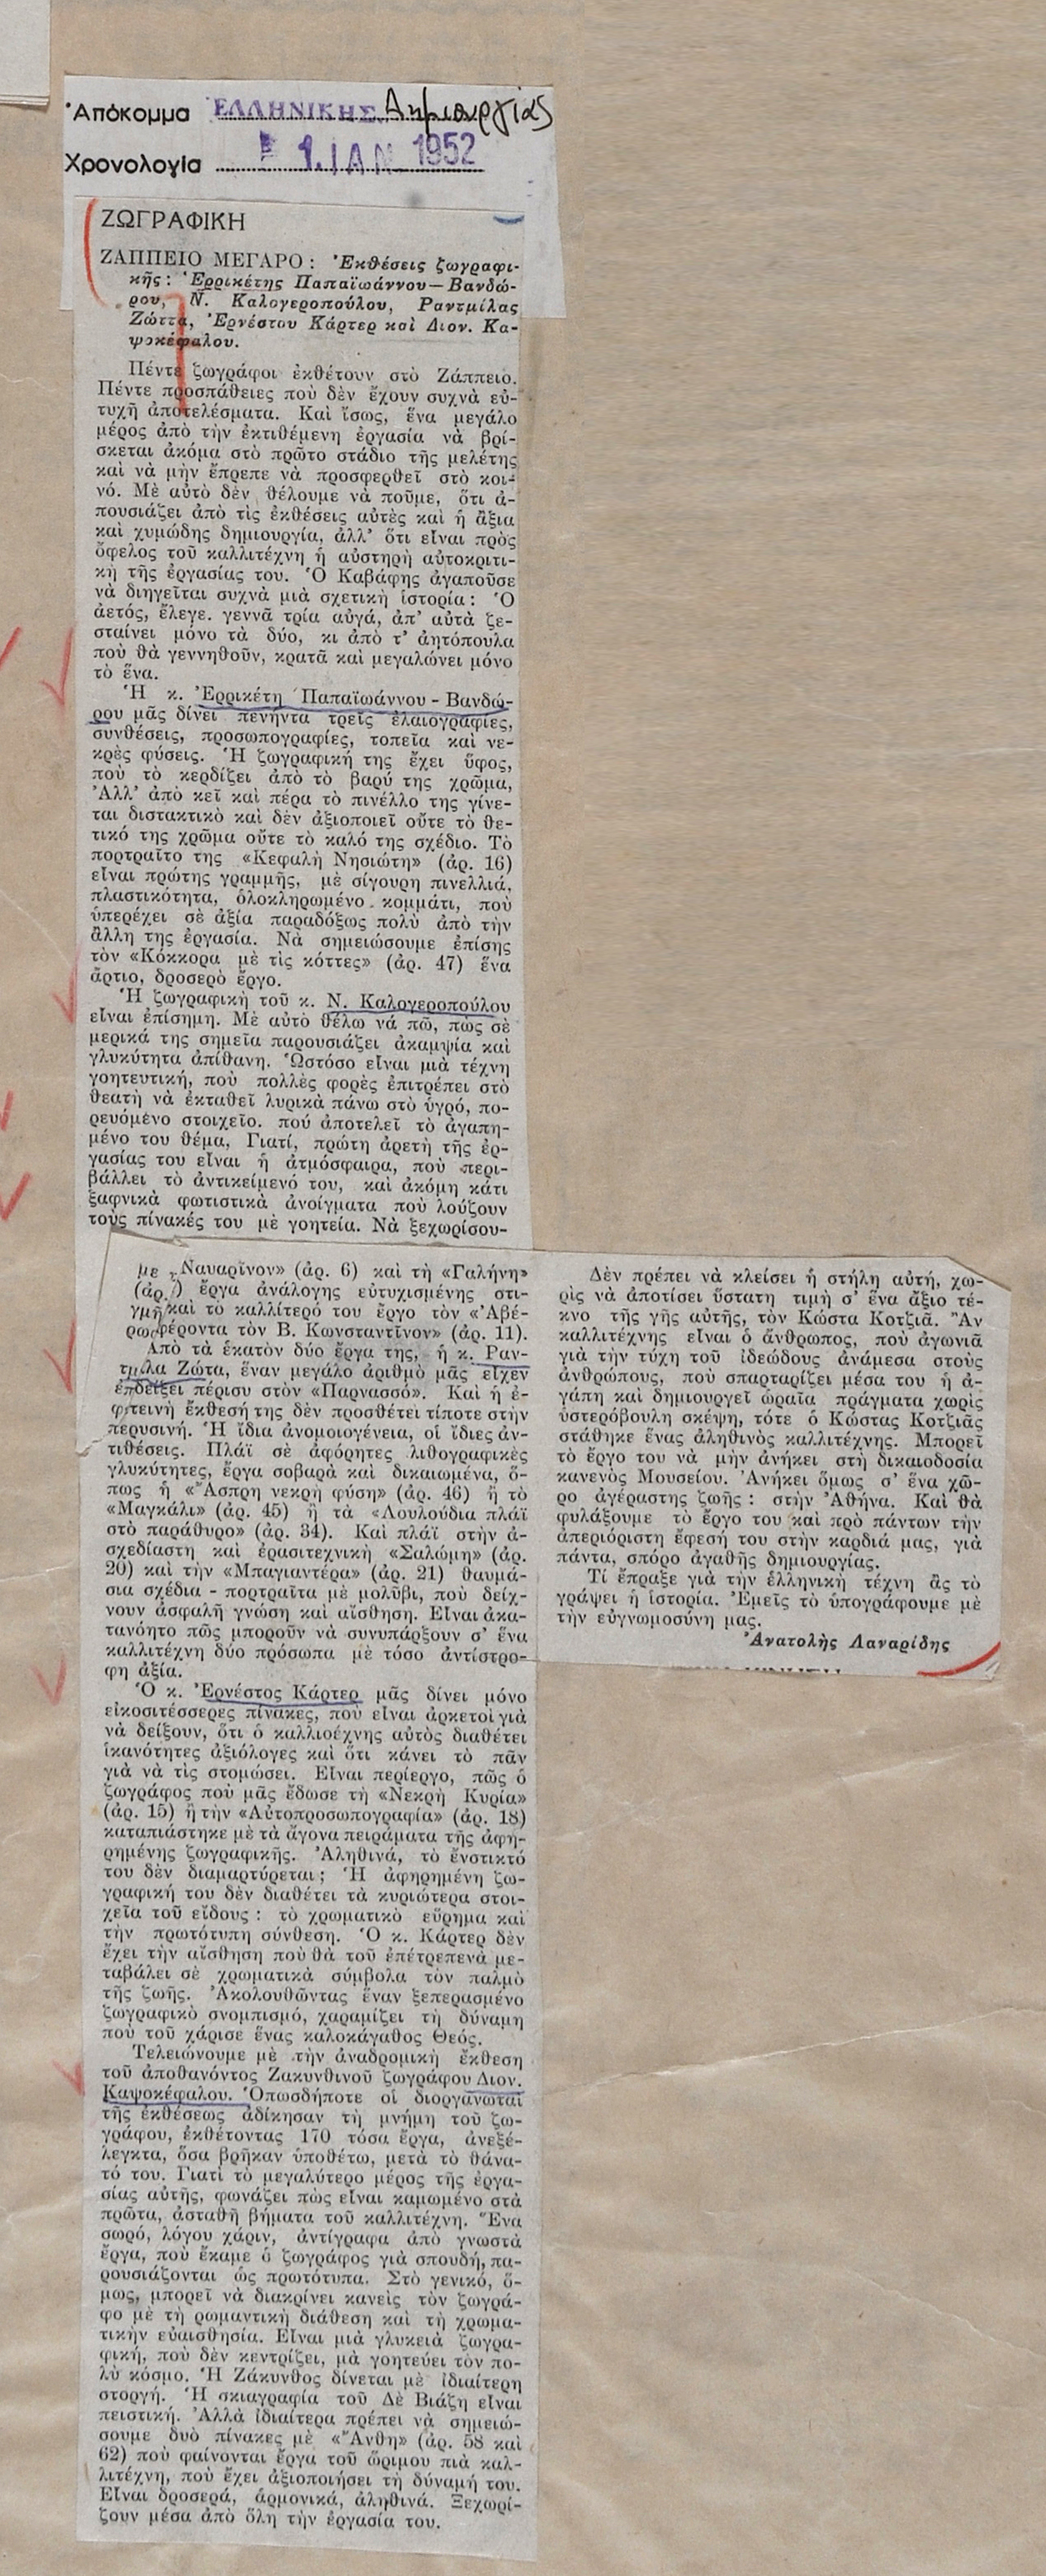 Ἀπόκομμα ἙΛΛΗΝΙΚΗΣ Δημιουργίας
Χρονολογία 1. ΙΑΝ 1952
ΖΩΓΡΑΦΙΚΗ
ΖΑΠΠΕΙΟ ΜΕΓΑΡΟ: Ἐκθέσεις ζωγραφι-
κῆς: Ἐρρικέτης Παπαϊωάννου—Βανδώ-
ρου, Ν. Καλογεροπούλου, Ραντμίλας
Ζώττα, Ἐρνέστου Κάρτερ καὶ Διον. Κα-
ψοκέφαλου.
Πέντε ζωγράφοι ἐκθέτουν στὸ Ζάππειο.
Πέντε προσπάθειες ποὺ δὲν ἔχουν συχνὰ εὐ-
τυχῆ ἀποτελέσματα. Καὶ ἴσως, ἕνα μεγάλο
μέρος ἀπὸ τὴν ἐκτιθέμενη ἐργασία νὰ βρί-
σκεται ἀκόμα στὸ πρῶτο στάδιο τῆς μελέτης
καὶ νὰ μὴν ἔπρεπε νὰ προσφερθεῖ στὸ κοι-
νό. Μὲ αὐτὸ δὲν θέλουμε νὰ ποῦμε, ὅτι ἀ-
πουσιάζει ἀπὸ τὶς ἐκθέσεις αὐτὲς καὶ ἡ ἄξια
καὶ χυμώδης δημιουργία, ἀλλ' ὅτι εἶναι πρὸς
ὄφελος τοῦ καλλιτέχνη ἡ αὐστηρὴ αὐτοκριτι-
κὴ τῆς ἐργασίας του. Ὁ Καβάφης ἀγαποῦσε
νὰ διηγεῖται συχνὰ μιὰ σχετικὴ ἱστορία: Ὁ
ἀετός, ἔλεγε. γεννᾶ τρία αὐγά, ἀπ' αὐτὰ ζε-
σταίνει μόνο τὰ δύο, κι ἀπὸ τ' ἀητόπουλα
ποὺ θὰ γεννηθοῦν, κρατᾶ καὶ μεγαλώνει μόνο
τὸ ἕνα.
Ἡ κ. Ἐρρικέτη Παπαϊωάννου - Βανδώ-
ρου μᾶς δίνει πενήντα τρεῖς ἐλαιογραφίες,
συνθέσεις, προσωπογραφίες, τοπεῖα καὶ νε-
κρὲς φύσεις. Ἡ ζωγραφική της ἔχει ὕφος,
ποὺ τὸ κερδίζει ἀπὸ τὸ βαρύ της χρῶμα,
Ἀλλ' ἀπὸ κεῖ καὶ πέρα τὸ πινέλλο της γίνε-
ται διστακτικὸ καὶ δὲν ἀξιοποιεῖ οὔτε τὸ θε-
τικό της χρῶμα οὔτε τὸ καλό της σχέδιο. Τὸ
πορτραῖτο της «Κεφαλὴ Νησιώτη» (ἀρ. 16)
εἶναι πρώτης γραμμῆς, μὲ σίγουρη πινελλιά,
πλαστικότητα, ὁλοκληρωμένο κομμάτι, ποὺ
ὑπερέχει σὲ ἀξία παραδόξως πολὺ ἀπὸ τὴν
ἄλλη της ἐργασία. Νὰ σημειώσουμε ἐπίσης
τὸν «Κόκκορα μὲ τὶς κόττες» (ἀρ. 47) ἕνα
ἄρτιο, δροσερὸ ἔργο.
Ἡ ζωγραφικὴ τοῦ κ. Ν. Καλογεροπούλου
εἶναι ἐπίσημη. Μὲ αὐτὸ θέλω νά πῶ, πὼς σὲ
μερικά της σημεῖα παρουσιάζει ἀκαμψία καὶ
γλυκύτητα ἀπίθανη. Ὡστόσο εἶναι μιὰ τέχνη
γοητευτική, ποὺ πολλὲς φορὲς ἐπιτρέπει στὸ
θεατὴ νὰ ἐκταθεῖ λυρικὰ πάνω στὸ ὑγρό, πο-
ρευόμενο στοιχεῖο. πού ἀποτελεῖ τὸ ἀγαπη-
μένο του θέμα, Γιατί, πρώτη ἀρετὴ τῆς ἐρ-
γασίας του εἶναι ἡ ἀτμόσφαιρα, ποὺ περι-
βάλλει τὸ ἀντικείμενό του, καὶ ἀκόμη κάτι
ξαφνικὰ φωτιστικὰ ἀνοίγματα ποὺ λούζουν
τοὺς πίνακές του μὲ γοητεία. Νὰ ξεχωρίσου-
με «Ναυαρῖνον» (ἀρ. 6) καὶ τὴ «Γαλήνη»
(ἀρ. ) ἔργα ἀνάλογης εὐτυχισμένης στι-
γμῆς καὶ τὸ καλλίτερό του ἔργο τὸν «Ἀβέ-
ρωφ φέροντα τὸν Β. Κωνσταντῖνον» (ἀρ. 11).
Ἀπὸ τὰ ἑκατὸν δύο ἔργα της, ἡ κ. Ραν-
τμίλα Ζώτα, ἕναν μεγάλο ἀριθμὸ μᾶς εἶχεν
ἐπιδείξει πέρισυ στὸν «Παρνασσό». Καὶ ἡ ἐ-
φετεινὴ ἔκθεσή της δὲν προσθέτει τίποτε στὴν
περυσινή. Ἡ ἴδια ἀνομοιογένεια, οἱ ἴδιες ἀν-
τιθέσεις. Πλάϊ σὲ ἀφόρητες λιθογραφικὲς
γλυκύτητες, ἔργα σοβαρὰ καὶ δικαιωμένα, ὅ-
πως ἡ «Ἄσπρη νεκρὴ φύση» (ἀρ. 46) ἢ τὸ
«Μαγκάλι» (ἀρ. 45) ἢ τὰ «Λουλούδια πλάϊ
στὸ παράθυρο» (ἀρ. 34). Καὶ πλάϊ στὴν ἀ-
σχεδίαστη καὶ ἐρασιτεχνικὴ «Σαλώμη» (ἀρ.
20) καὶ τὴν «Μπαγιαντέρα» (ἀρ. 21) θαυμά-
σια σχέδια - πορτραῖτα μὲ μολύβι, ποὺ δείχ-
νουν ἀσφαλῆ γνώση καὶ αἴσθηση. Εἶναι ἀκα-
τανόητο πῶς μποροῦν νὰ συνυπάρξουν σ' ἕνα
καλλιτέχνη δύο πρόσωπα μὲ τόσο ἀντίστρο-
φη ἀξία.
Ὁ κ. Ἐρνέστος Κάρτερ μᾶς δίνει μόνο
εἰκοσιτέσσερες πίνακες, ποὺ εἶναι ἀρκετοὶ γιὰ
νὰ δείξουν, ὅτι ὁ καλλιοέχνης αὐτὸς διαθέτει
ἱκανότητες ἀξιόλογες καὶ ὅτι κάνει τὸ πᾶν
γιὰ νὰ τὶς στομώσει. Εἶναι περίεργο, πῶς ὁ
ζωγράφος ποὺ μᾶς ἔδωσε τὴ «Νεκρὴ Κυρία»
(ἀρ. 15) ἢ τὴν «Αὐτοπροσωπογραφία» (ἀρ. 18)
καταπιάστηκε μὲ τὰ ἄγονα πειράματα τῆς ἀφη-
ρημένης ζωγραφικῆς. Ἀληθινά, τὸ ἔνστικτό
του δὲν διαμαρτύρεται; Ἡ ἀφηρημένη ζω-
γραφική του δὲν διαθέτει τὰ κυριώτερα στοι-
χεῖα τοῦ εἴδους: τὸ χρωματικὸ εὕρημα καὶ
τὴν πρωτότυπη σύνθεση. Ὁ κ. Κάρτερ δὲν
ἔχει τὴν αἴσθηση ποὺ θὰ τοῦ ἐπέτρεπενὰ με-
ταβάλει σὲ χρωματικὰ σύμβολα τὸν παλμὸ
τῆς ζωῆς. Ἀκολουθῶντας ἕναν ξεπερασμένο
ζωγραφικὸ σνομπισμό, χαραμίζει τὴ δύναμη
ποὺ τοῦ χάρισε ἕνας καλοκάγαθος Θεός.
Τελειώνουμε μὲ τὴν ἀναδρομικὴ ἔκθεση
τοῦ ἀποθανόντος Ζακυνθινοῦ ζωγράφου Διον.
Καψοκέφαλου. Ὁπωσδήποτε οἱ διοργανωταὶ
τῆς ἐκθέσεως ἀδίκησαν τὴ μνήμη τοῦ ζω-
γράφου, ἐκθέτοντας 170 τόσα ἔργα, ἀνεξέ-
λεγκτα, ὅσα βρῆκαν ὑποθέτω, μετὰ τὸ θάνα-
τό του. Γιατὶ τὸ μεγαλύτερο μέρος τῆς ἐργα-
σίας αὐτῆς, φωνάζει πὼς εἶναι καμωμένο στὰ
πρῶτα, ἀσταθῆ βήματα τοῦ καλλιτέχνη. Ἕνα
σωρό, λόγου χάριν, ἀντίγραφα ἀπὸ γνωστὰ
ἔργα, ποὺ ἔκαμε ὁ ζωγράφος γιὰ σπουδή, πα-
ρουσιάζονται ὡς πρωτότυπα. Στὸ γενικό, ὅ-
μως, μπορεῖ νὰ διακρίνει κανεὶς τὸν ζωγρά-
φο μὲ τὴ ρωμαντικὴ διάθεση καὶ τὴ χρωμα-
τικὴν εὐαισθησία. Εἶναι μιὰ γλυκειὰ ζωγρα-
φική, ποὺ δὲν κεντρίζει, μὰ γοητεύει τὸν πο-
λὺ κόσμο. Ἡ Ζάκυνθος δίνεται μὲ ἰδιαίτερη
στοργή. Ἡ σκιαγραφία τοῦ Δὲ Βιάζη εἶναι
πειστική. Ἀλλὰ ἰδιαίτερα πρέπει νὰ σημειώ-
σουμε δυὸ πίνακες μὲ «Ἄνθη» (ἀρ. 58 καὶ
62) ποὺ φαίνονται ἔργα τοῦ ὥριμου πιὰ καλ-
λιτέχνη, ποὺ ἔχει ἀξιοποιήσει τὴ δύναμή του.
Εἶναι δροσερά, ἁρμονικά, ἀληθινά. Ξεχωρί-
ζουν μέσα ἀπὸ ὅλη τὴν ἐργασία του.
Δὲν πρέπει νὰ κλείσει ἡ στήλη αὐτή, χω-
ρὶς νὰ ἀποτίσει ὕστατη τιμὴ σ' ἕνα ἄξιο τέ-
κνο τῆς γῆς αὐτῆς, τὸν Κώστα Κοτζιᾶ. Ἂν
καλλιτέχνης εἶναι ὁ ἄνθρωπος, ποὺ ἀγωνιᾶ
γιὰ τὴν τύχη τοῦ ἰδεώδους ἀνάμεσα στοὺς
ἀνθρώπους, ποὺ σπαρταρίζει μέσα του ἡ ἀ-
γάπη καὶ δημιουργεῖ ὡραῖα πράγματα χωρὶς
ὑστερόβουλη σκέψη, τότε ὁ Κώστας Κοτζιᾶς
στάθηκε ἕνας ἀληθινὸς καλλιτέχνης. Μπορεῖ
τὸ ἔργο του νὰ μὴν ἀνήκει στὴ δικαιοδοσία
κανενὸς Μουσείου. Ἀνήκει ὅμως σ' ἕνα χῶ-
ρο ἀγέραστης ζωῆς: στὴν Ἀθήνα. Καὶ θὰ
φυλάξουμε τὸ ἔργο του καὶ πρὸ πάντων τὴν
ἀπεριόριστη ἔφεσή του στὴν καρδιά μας, γιὰ
πάντα, σπόρο ἀγαθῆς δημιουργίας.
Τί ἔπραξε γιὰ τὴν ἑλληνικὴ τέχνη ἂς τὸ
γράψει ἡ ἱστορία. Ἐμεῖς τὸ ὑπογράφουμε μὲ
τὴν εὐγνωμοσύνη μας.
Ἀνατολῆς Λαναρίδης